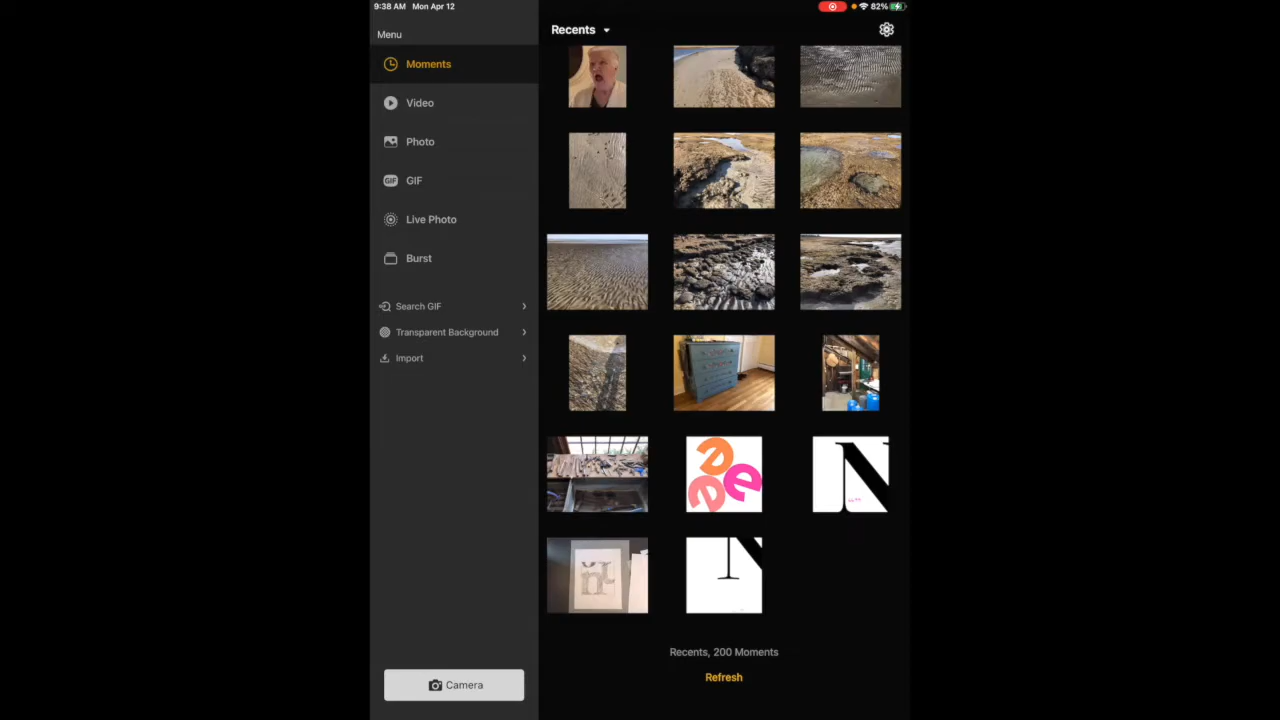 9:38 AM Mon Apr 12
82%
Menu
Recents
Moments
Video
Photo
GIF GIF
Live Photo
Burst
Search GIF
Transparent Background
Import
e
e
e
N
Recents, 200 Moments
Refresh
Camera